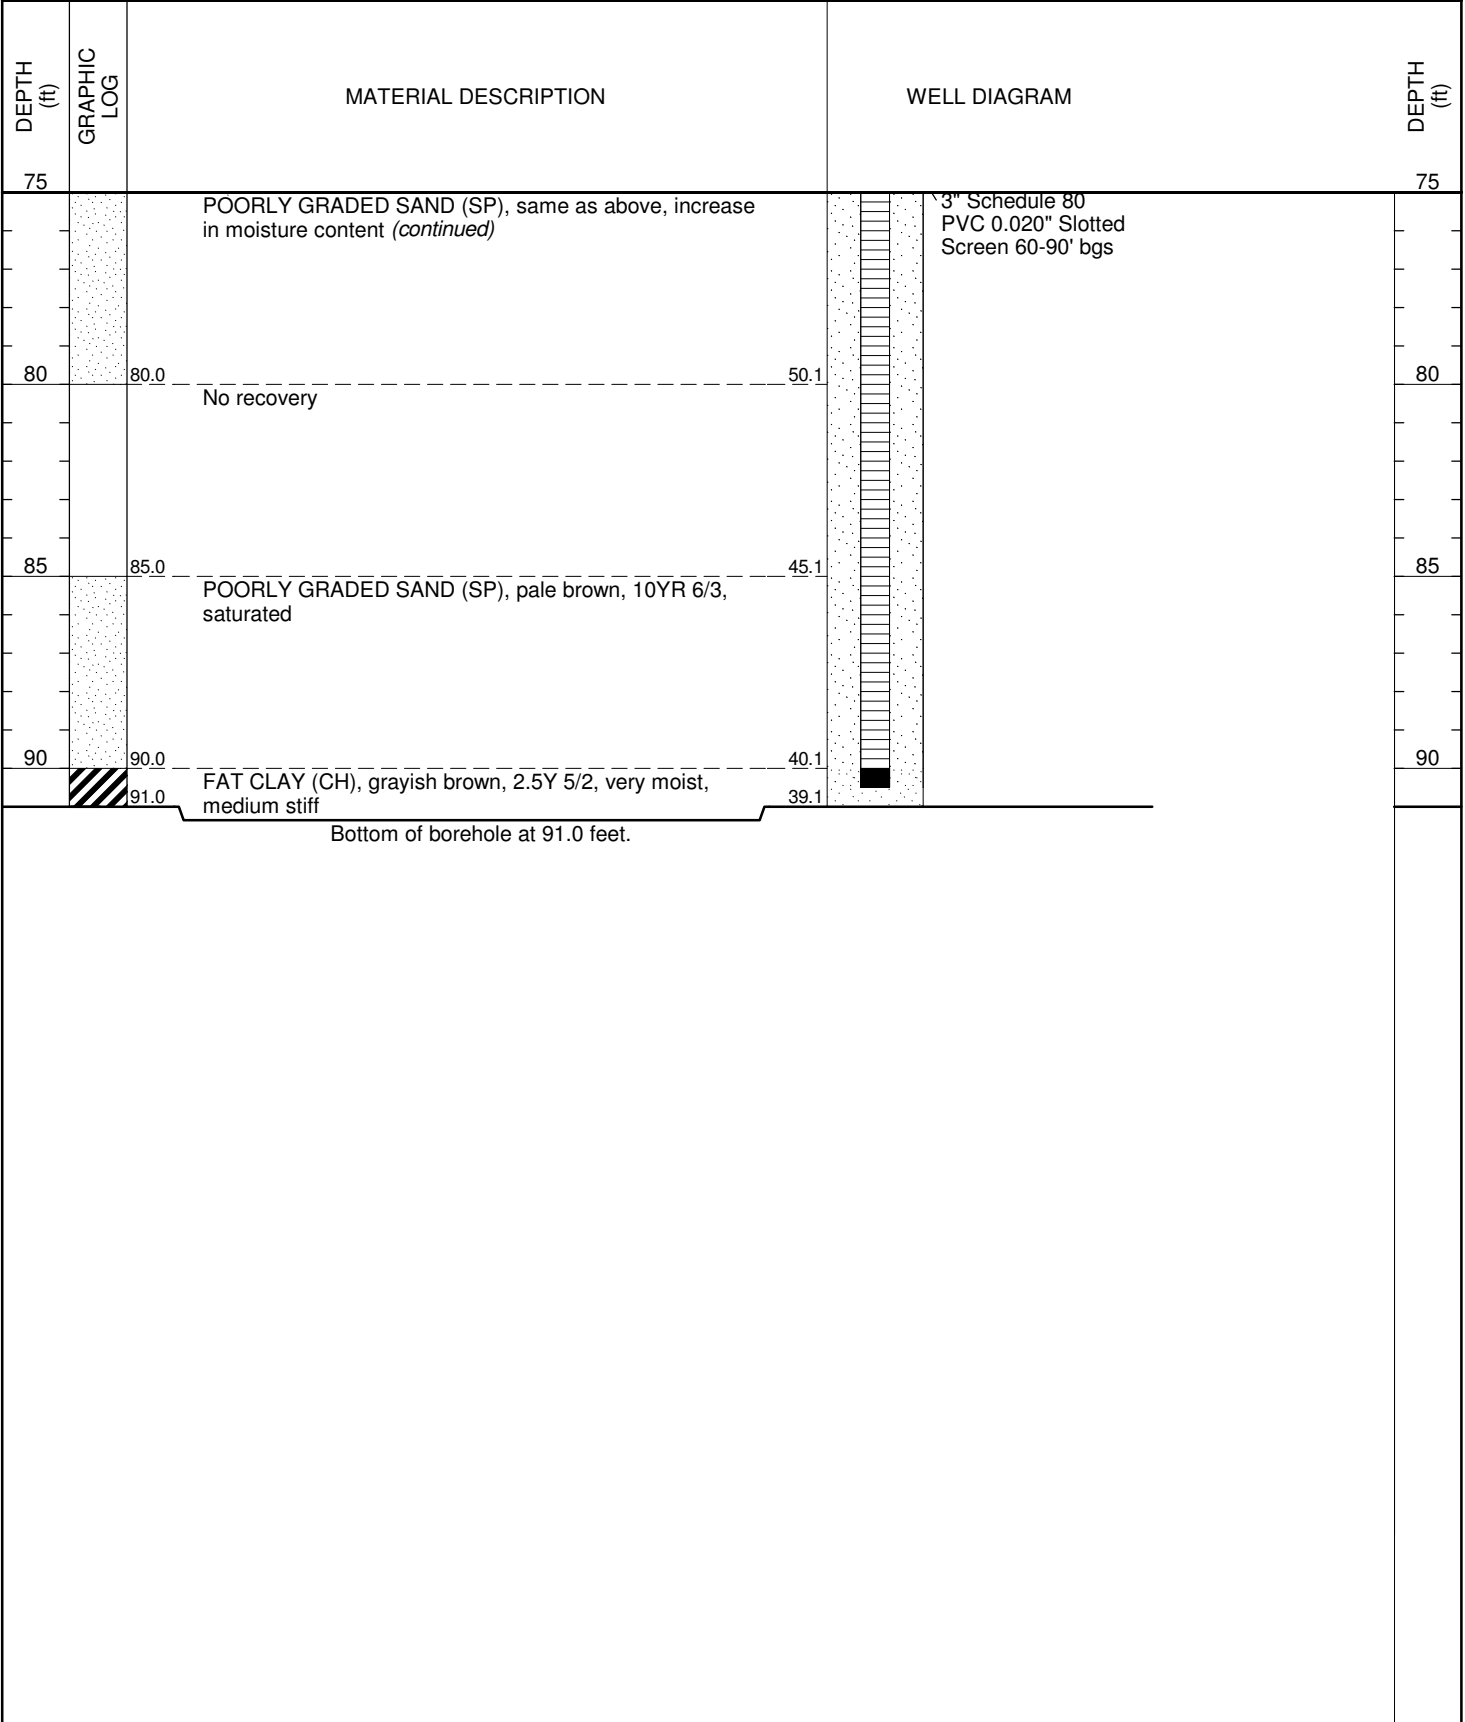 DEPTH
(ft)
GRAPHIC
LOG
MATERIAL DESCRIPTION
WELL DIAGRAM
DEPTH
(ft)
75
75
POORLY GRADED SAND (SP), same as above, increase
in moisture content (continued)
3" Schedule 80
PVC 0.020" Slotted
Screen 60-90' bgs
80
80.0
50.1
80
No recovery
85
85.0
45.1
85
POORLY GRADED SAND (SP), pale brown, 10YR 6/3,
saturated
90
90.0
40.1
90
FAT CLAY (CH), grayish brown, 2.5Y 5/2, very moist,
medium stiff
91.0
39.1
Bottom of borehole at 91.0 feet.